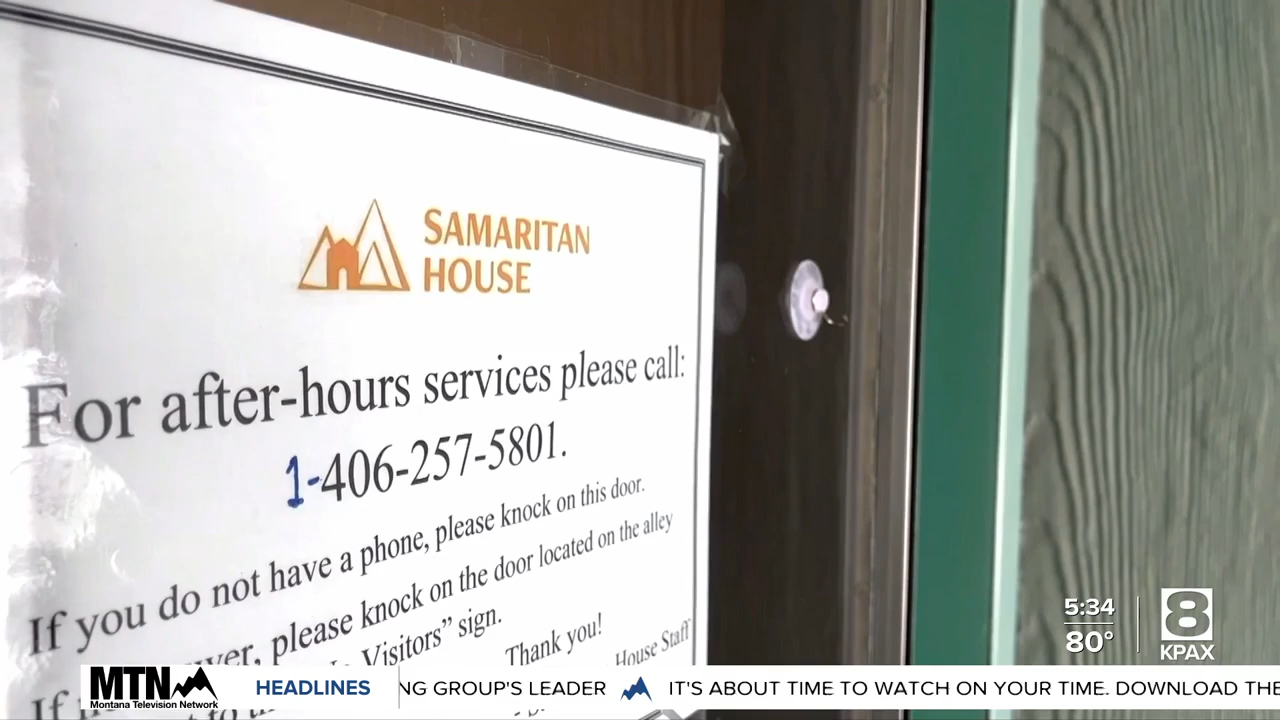 SAMARITAN
HOUSE
For after-hours services please call:
1-406-257-5801.
If you do not have a phone, please knock on this door.
please knock on the door located on the alley
Visitors” sign.
Thank you!
House Staff
5:34
80°
8
KPAX
MTN
Montana Television Network
HEADLINES
NG GROUP'S LEADER IT'S ABOUT TIME TO WATCH ON YOUR TIME. DOWNLOAD THE